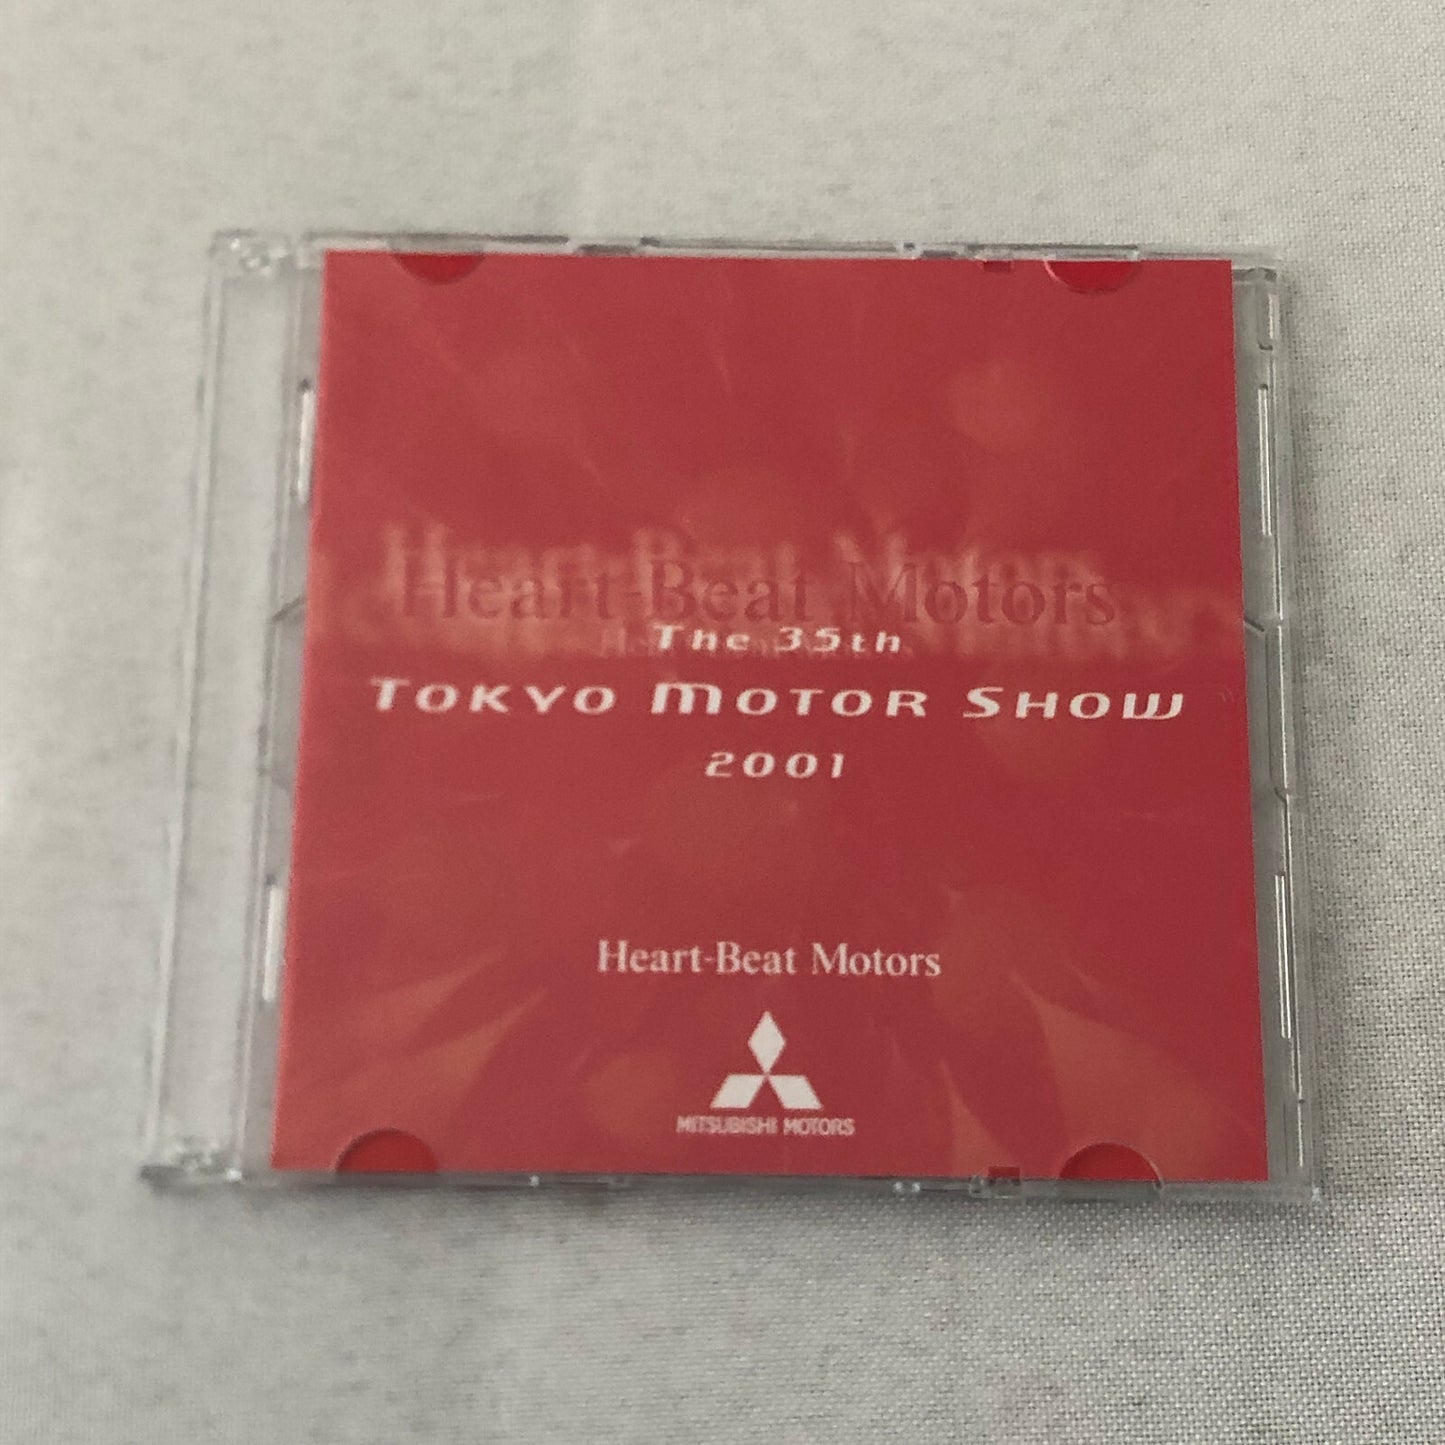 Heart-Beat Motors
The 35th
TOKYO MOTOR SHOW
2001
Heart-Beat Motors
MITSUBISHI MOTORS